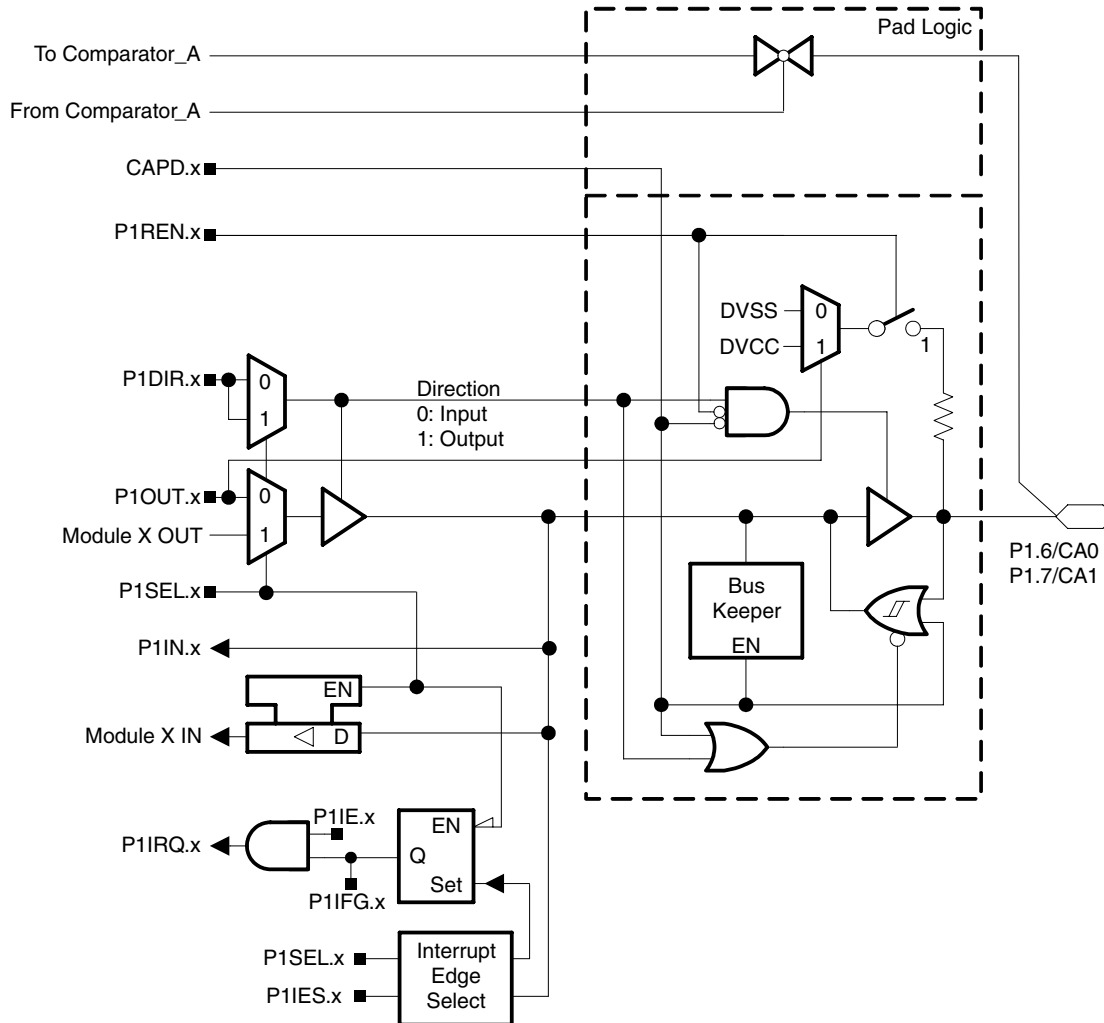 Pad Logic
To Comparator_A
From Comparator_A
CAPD.x
P1REN.x
DVSS
0
DVCC
1
1
P1DIR.x
0
1
Direction
0: Input
1: Output
P1OUT.x
0
Module X OUT
1
P1.6/CA0
P1.7/CA1
P1SEL.x
Bus
Keeper
EN
P1IN.x
EN
Module X IN
D
P1IE.x
EN
P1IRQ.x
Q
Set
P1IFG.x
P1SEL.x
P1IES.x
Interrupt
Edge
Select